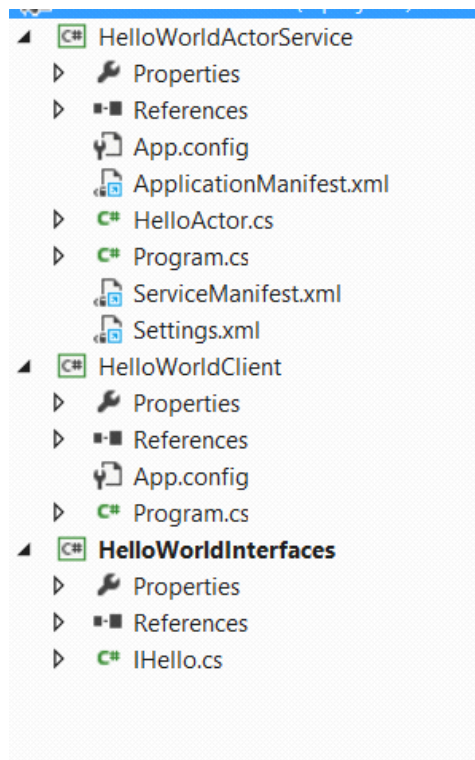 C# HelloWorldActorService
Properties
References
App.config
ApplicationManifest.xml
C# HelloActor.cs
C# Program.cs
ServiceManifest.xml
Settings.xml
C# HelloWorldClient
Properties
References
App.config
C# Program.cs
C# HelloWorldInterfaces
Properties
References
C# IHello.cs